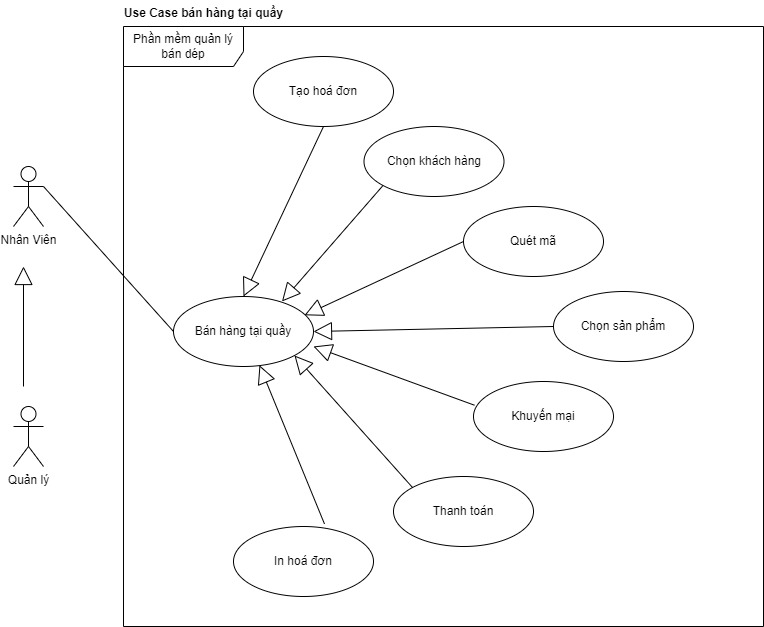 Use Case bán hàng tại quầy
Phần mềm quản lý
bán dép
Tạo hoá đơn
Chọn khách hàng
Quét mã
Nhân Viên
Bán hàng tại quầy
Chọn sản phẩm
Khuyến mại
Quản lý
Thanh toán
In hoá đơn